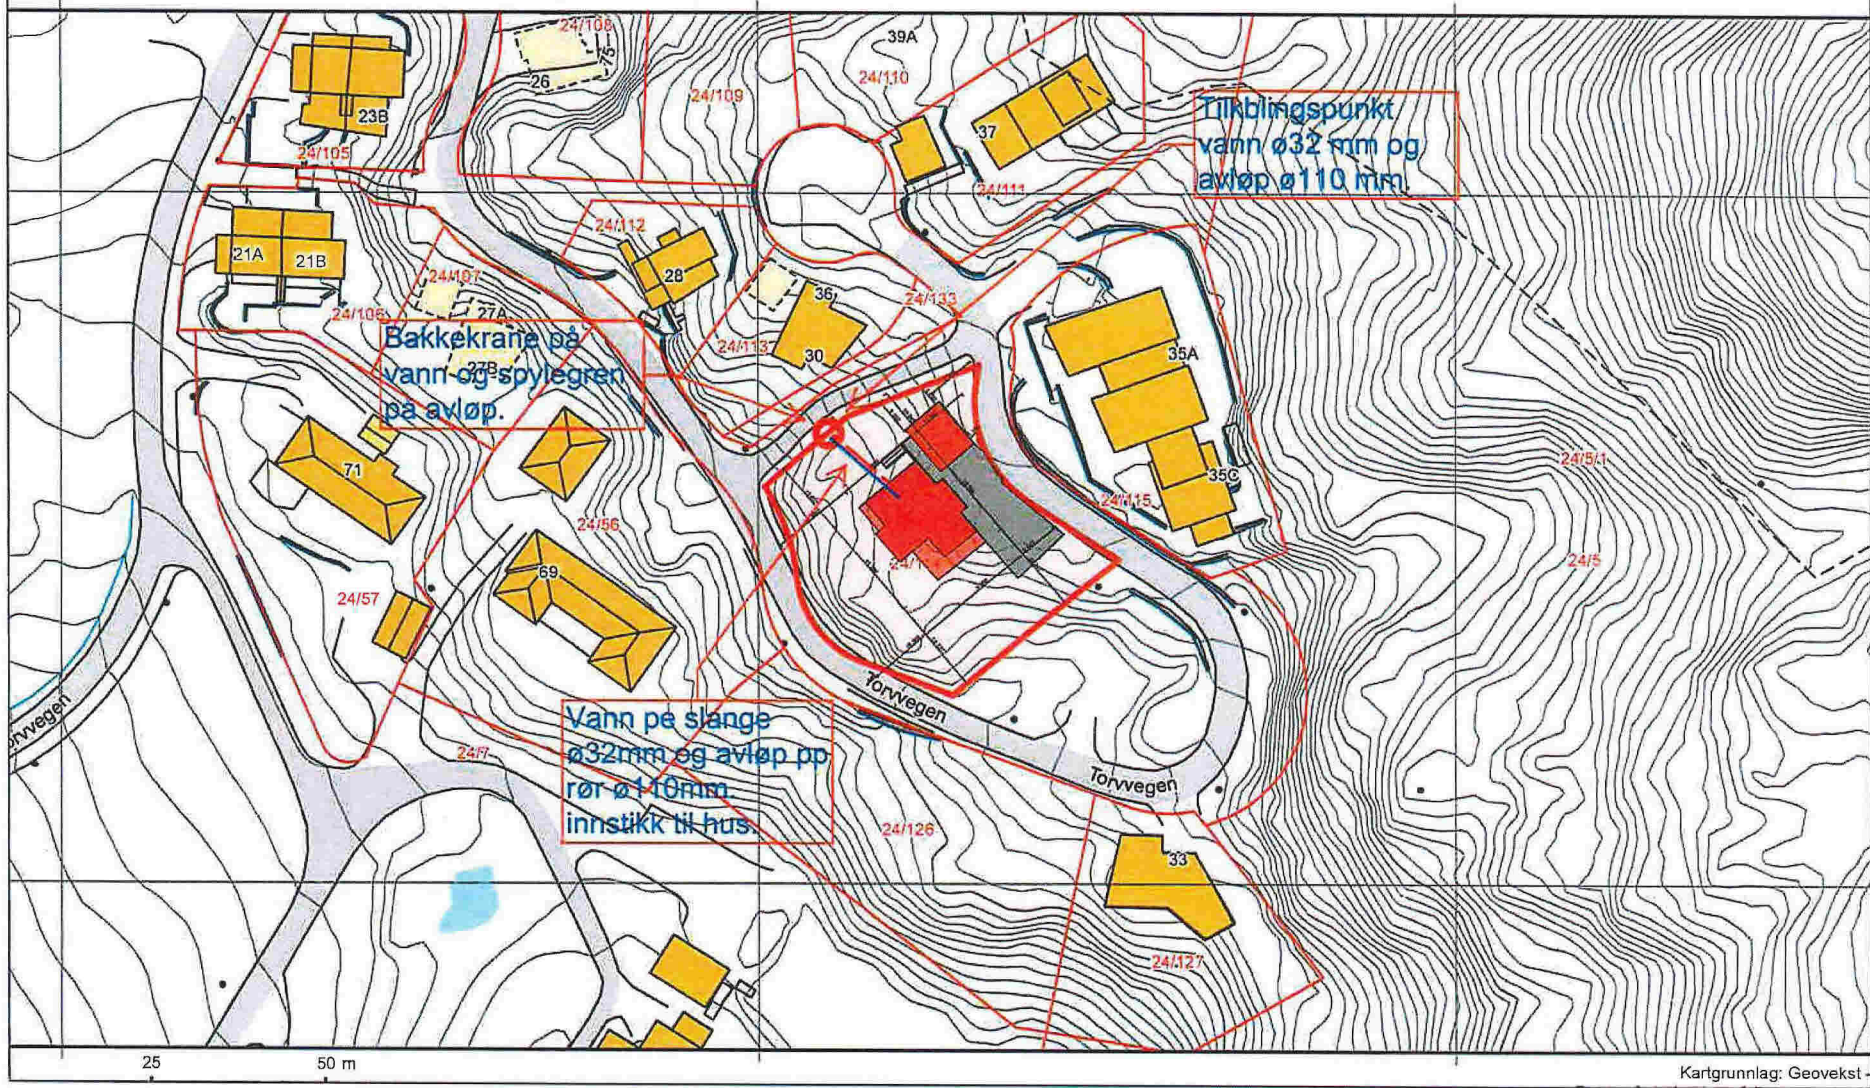 24/108
39A
75
26
24/110
24/109
23B
37
Tilkblingspunkt
vann ø32 mm og
avløp ø110 mm
24/105
24/111
24/112
21A
21B
28
24/107
36
24/133
27A
24/106
Bakkekrane på
vann og spylegren
på avløp.
27B
24/113
30
35A
71
24/5/1
35C
24/115
24/56
24/5
69
24/57
Torvvegen
Vann pe slange
ø32mm og avløp pp
rør ø110mm.
innstikk til hus.
24/7
Torvvegen
24/126
33
24/127
25
50 m
Kartgrunnlag: Geovekst